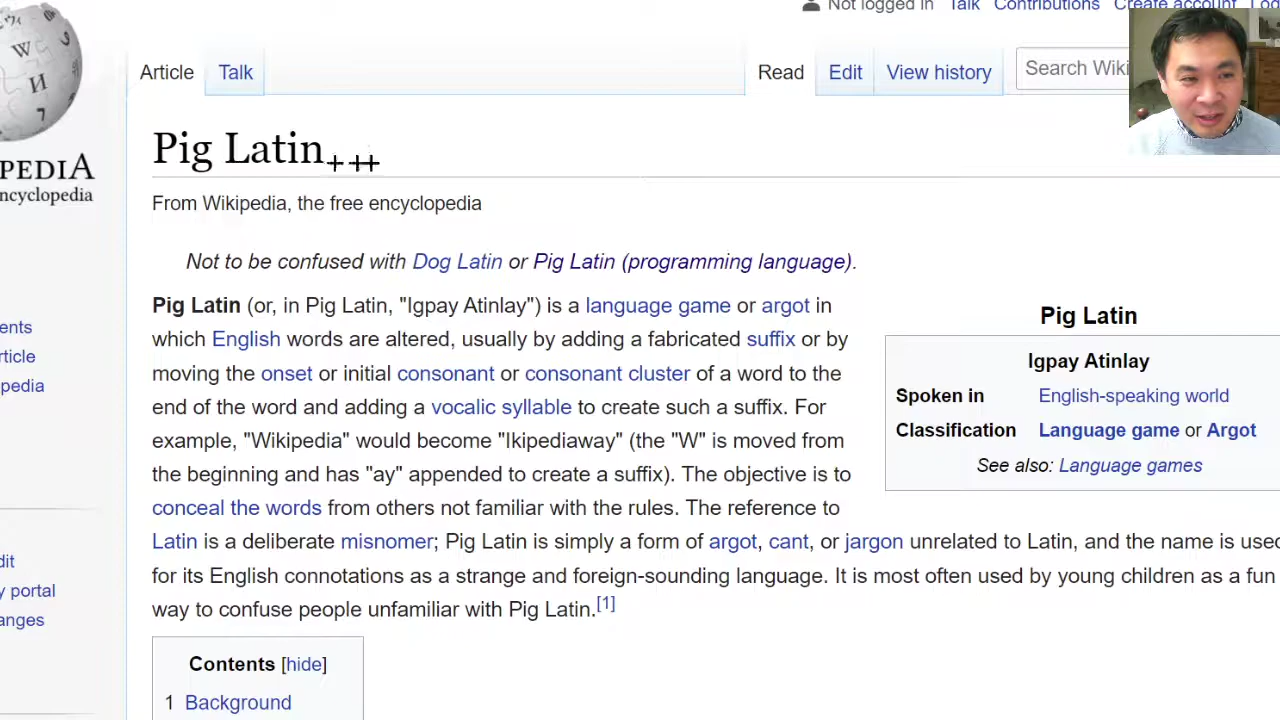 Not logged in Talk Contributions Create account
Article Talk Read Edit View history Search Wiki
PEDIA
ncyclopedia
Pig Latin
From Wikipedia, the free encyclopedia
Not to be confused with Dog Latin or Pig Latin (programming language).
Pig Latin (or, in Pig Latin, "Igpay Atinlay") is a language game or argot in
which English words are altered, usually by adding a fabricated suffix or by
moving the onset or initial consonant or consonant cluster of a word to the
end of the word and adding a vocalic syllable to create such a suffix. For
example, "Wikipedia" would become "Ikipediaway" (the "W" is moved from
the beginning and has "ay" appended to create a suffix). The objective is to
conceal the words from others not familiar with the rules. The reference to
Latin is a deliberate misnomer; Pig Latin is simply a form of argot, cant, or jargon unrelated to Latin, and the name is used
for its English connotations as a strange and foreign-sounding language. It is most often used by young children as a fun
way to confuse people unfamiliar with Pig Latin.[1]
Pig Latin
Igpay Atinlay
Spoken in English-speaking world
Classification Language game or Argot
See also: Language games
Contents [hide]
1 Background
ents
rticle
pedia
dit
y portal
anges